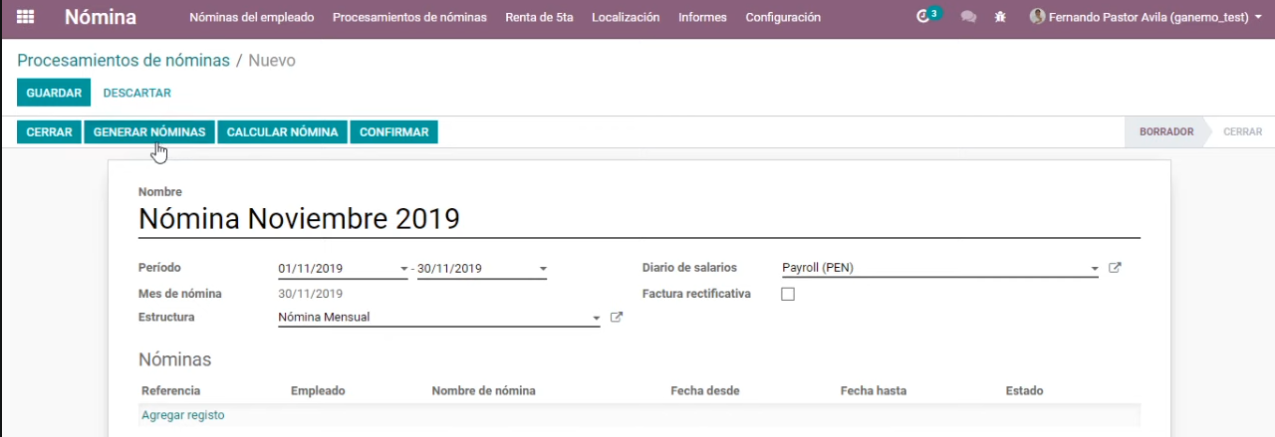 Nómina Nóminas del empleado Procesamientos de nóminas Renta de 5ta Localización Informes Configuración 3 Fernando Pastor Avila (ganemo_test)
Procesamientos de nóminas / Nuevo
GUARDAR DESCARTAR
CERRAR GENERAR NÓMINAS CALCULAR NÓMINA CONFIRMAR BORRADOR CERRAR
Nombre
Nómina Noviembre 2019
Período 01/11/2019 - 30/11/2019 Diario de salarios Payroll (PEN)
Mes de nómina 30/11/2019 Factura rectificativa
Estructura Nómina Mensual
Nóminas
Referencia Empleado Nombre de nómina Fecha desde Fecha hasta Estado
Agregar registo